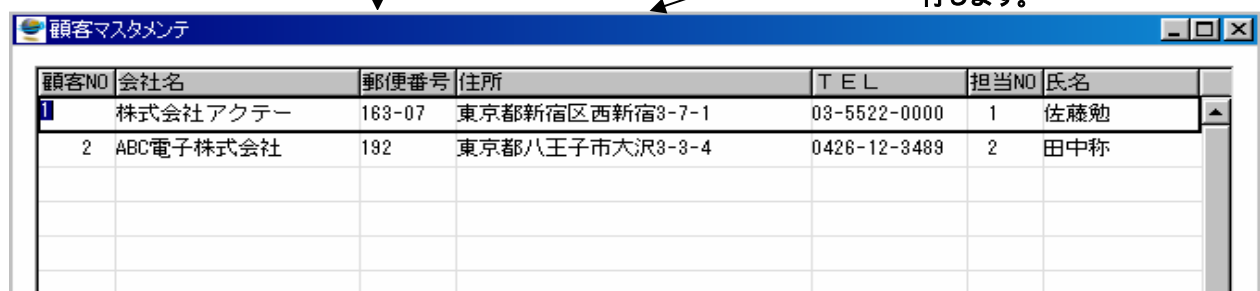 行します。
顧客マスタメンテ
顧客NO 会社名 郵便番号 住所 ＴＥＬ 担当NO 氏名
1 株式会社アクテー 163-07 東京都新宿区西新宿3-7-1 03-5522-0000 1 佐藤勉
2 ABC電子株式会社 192 東京都八王子市大沢3-3-4 0426-12-3489 2 田中称